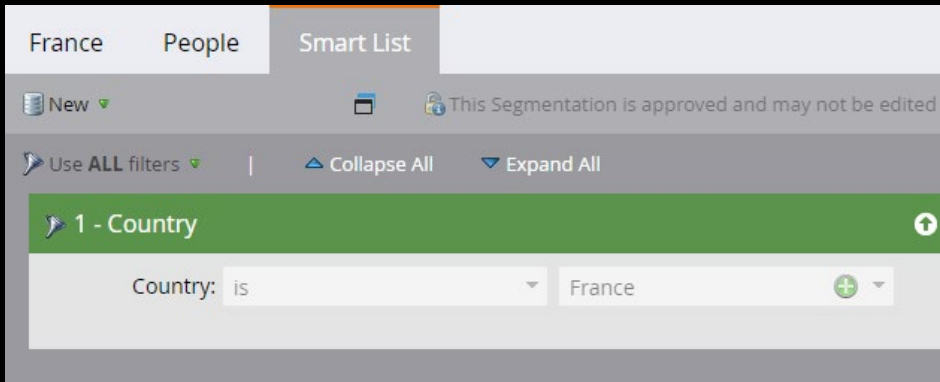 France People Smart List
New This Segmentation is approved and may not be edited
Use ALL filters | Collapse All Expand All
1 - Country
Country: is France